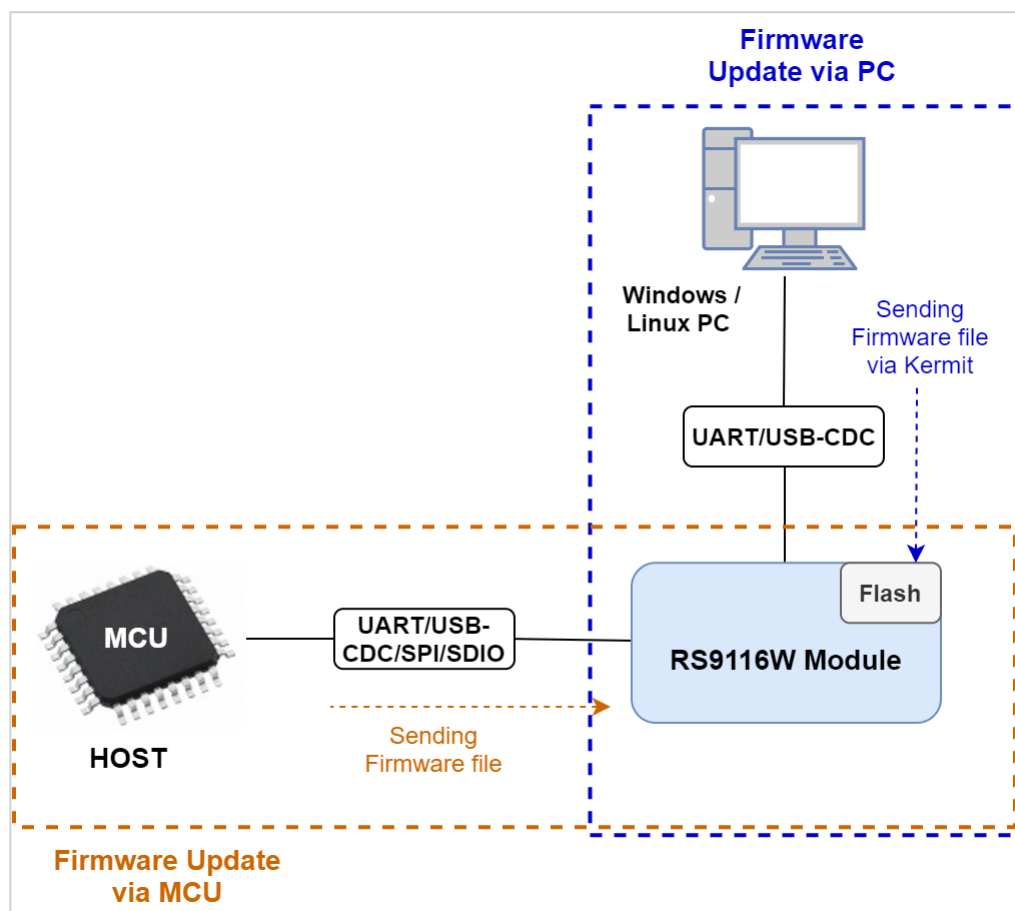 Firmware
Update via PC
Windows /
Linux PC
Sending
Firmware file
via Kermit
UART/USB-CDC
Flash
MCU
UART/USB-
CDC/SPI/SDIO
RS9116W Module
HOST
Sending
Firmware file
Firmware Update
via MCU